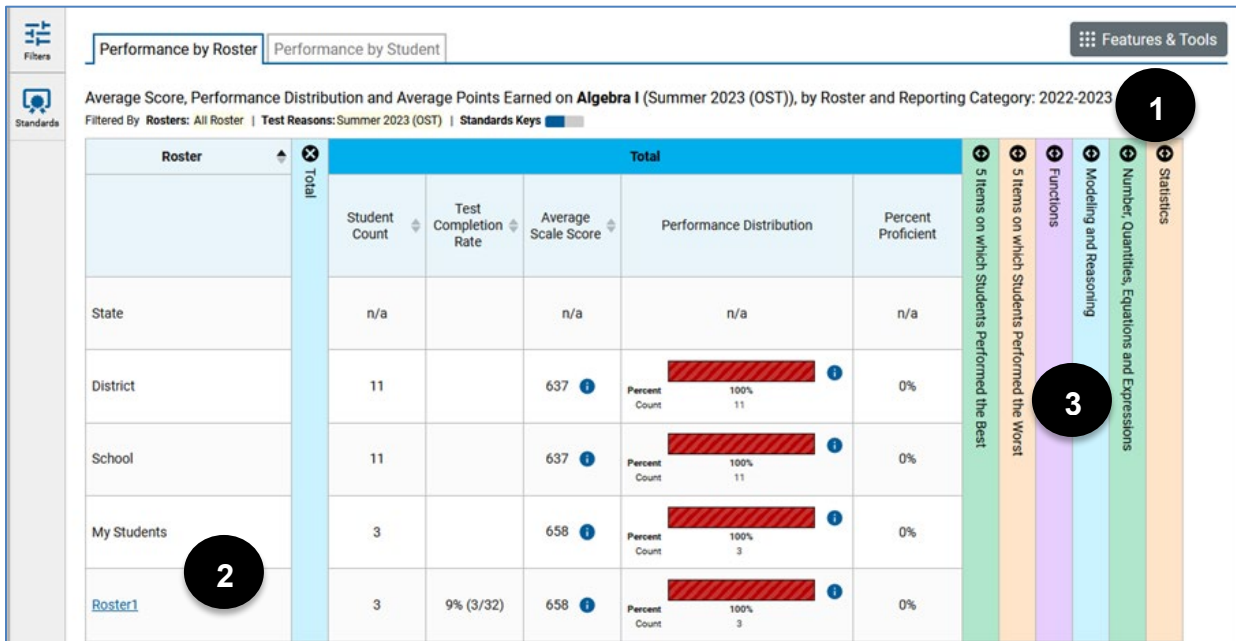 Filters
Standards
Performance by Roster
Performance by Student
Features & Tools
Average Score, Performance Distribution and Average Points Earned on Algebra I (Summer 2023 (OST)), by Roster and Reporting Category: 2022-2023
1
Filtered By Rosters: All Roster | Test Reasons: Summer 2023 (OST) | Standards Keys
Roster
Total
Total
Student Count
Test Completion Rate
Average Scale Score
Performance Distribution
Percent Proficient
5 Items on which Students Performed the Best
5 Items on which Students Performed the Worst
Functions
Modeling and Reasoning
Number, Quantities, Equations and Expressions
Statistics
State n/a n/a n/a n/a
District 11 637 0%
Percent 100%
Count 11
3
School 11 637 0%
Percent 100%
Count 11
My Students 3 658 0%
Percent 100%
Count 3
2
Roster1 3 9% (3/32) 658 0%
Percent 100%
Count 3